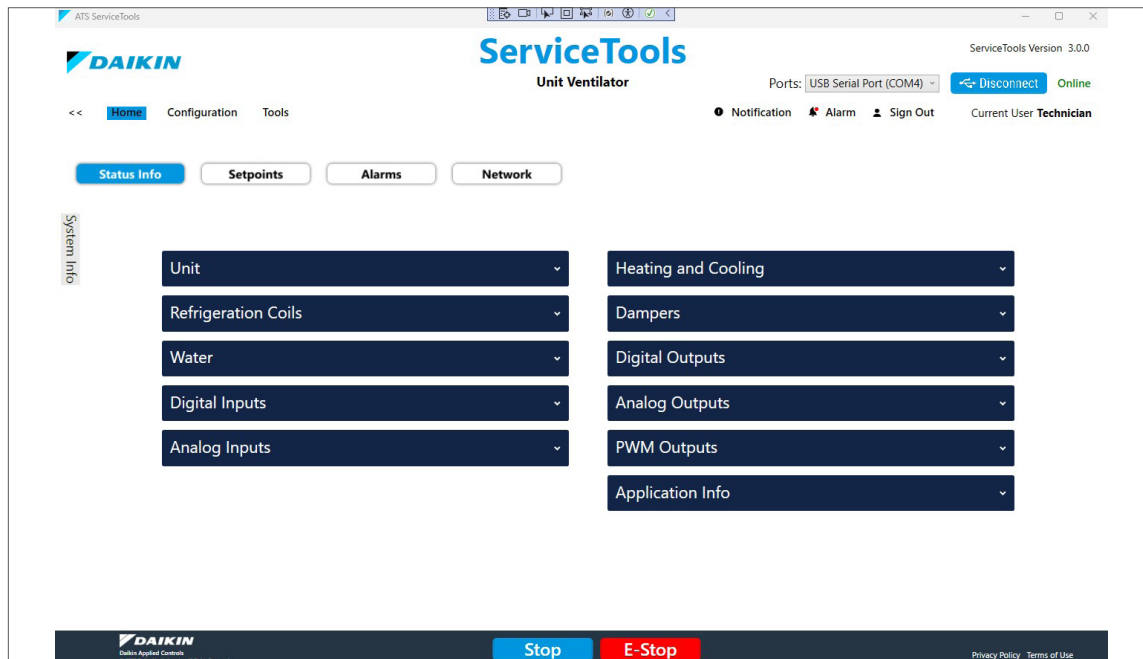 ATS ServiceTools
DAIKIN
ServiceTools
ServiceTools Version 3.0.0
Unit Ventilator
Ports: USB Serial Port (COM4) Disconnect Online
<< Home Configuration Tools Notification Alarm Sign Out Current User Technician
Status Info Setpoints Alarms Network
System Info
Unit
Refrigeration Coils
Water
Digital Inputs
Analog Inputs
Heating and Cooling
Dampers
Digital Outputs
Analog Outputs
PWM Outputs
Application Info
DAIKIN
Daikin Applied Controls
Stop E-Stop
Privacy Policy Terms of Use